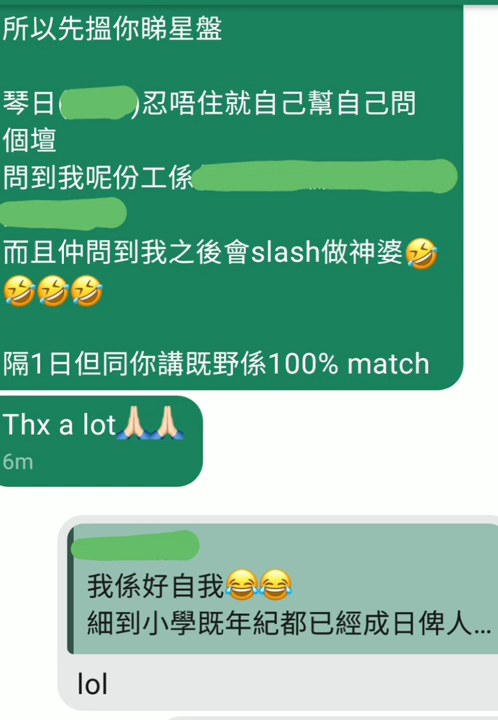 所以先搵你睇星盤
琴日( )忍唔住就自己幫自己問
個壇
問到我呢份工係
而且仲問到我之後會slash做神婆🤣
🤣🤣🤣
隔1日但同你講既野係100% match
Thx a lot🙏🏻🙏🏻
6m
我係好自我😂😂
細到小學既年紀都已經成日俾人...
lol